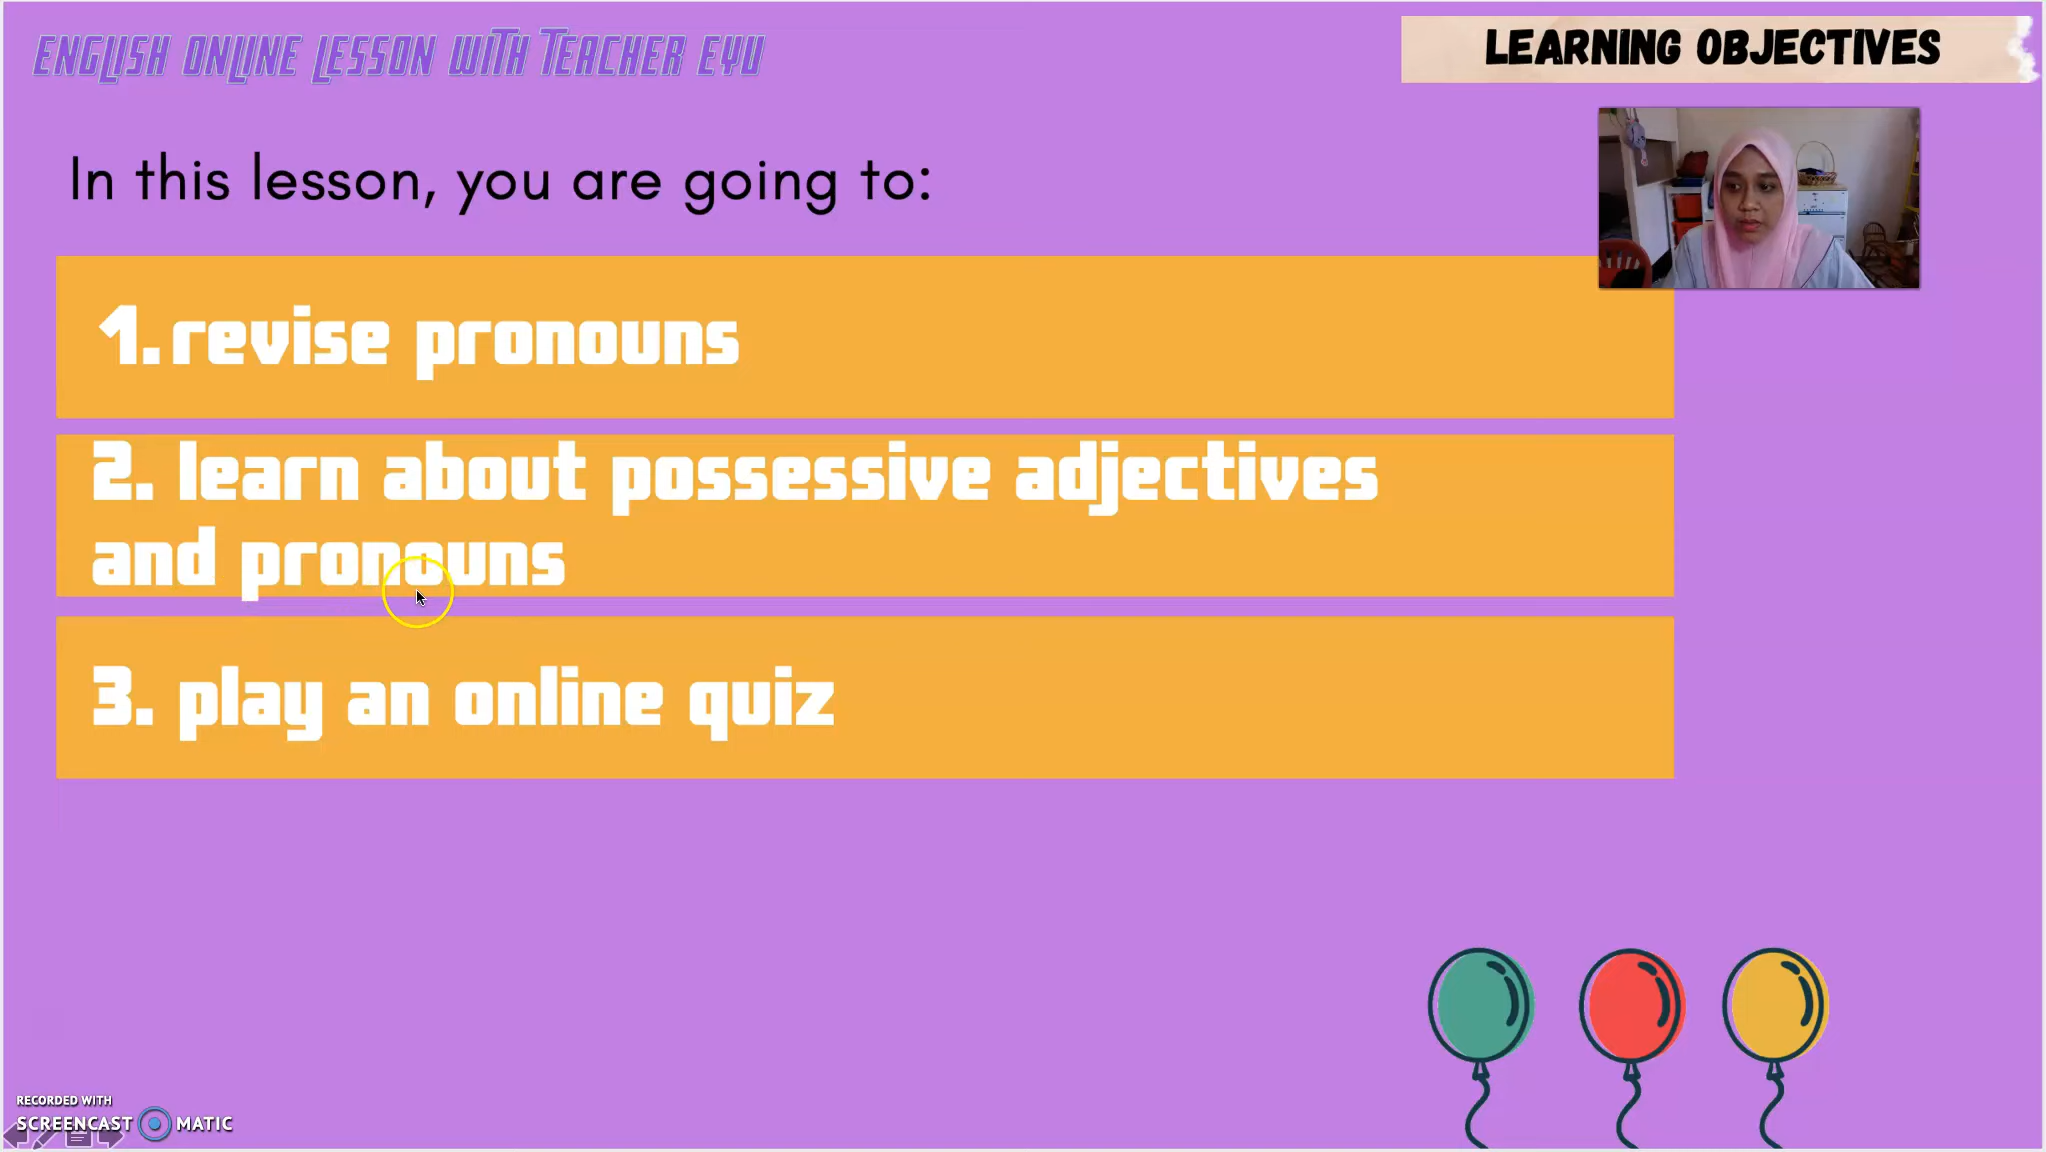 ENGLISH ONLINE LESSON WITH TEACHER EYU
LEARNING OBJECTIVES
In this lesson, you are going to:
1. revise pronouns
2. learn about possessive adjectives
and pronouns
3. play an online quiz
RECORDED WITH
SCREENCAST MATIC